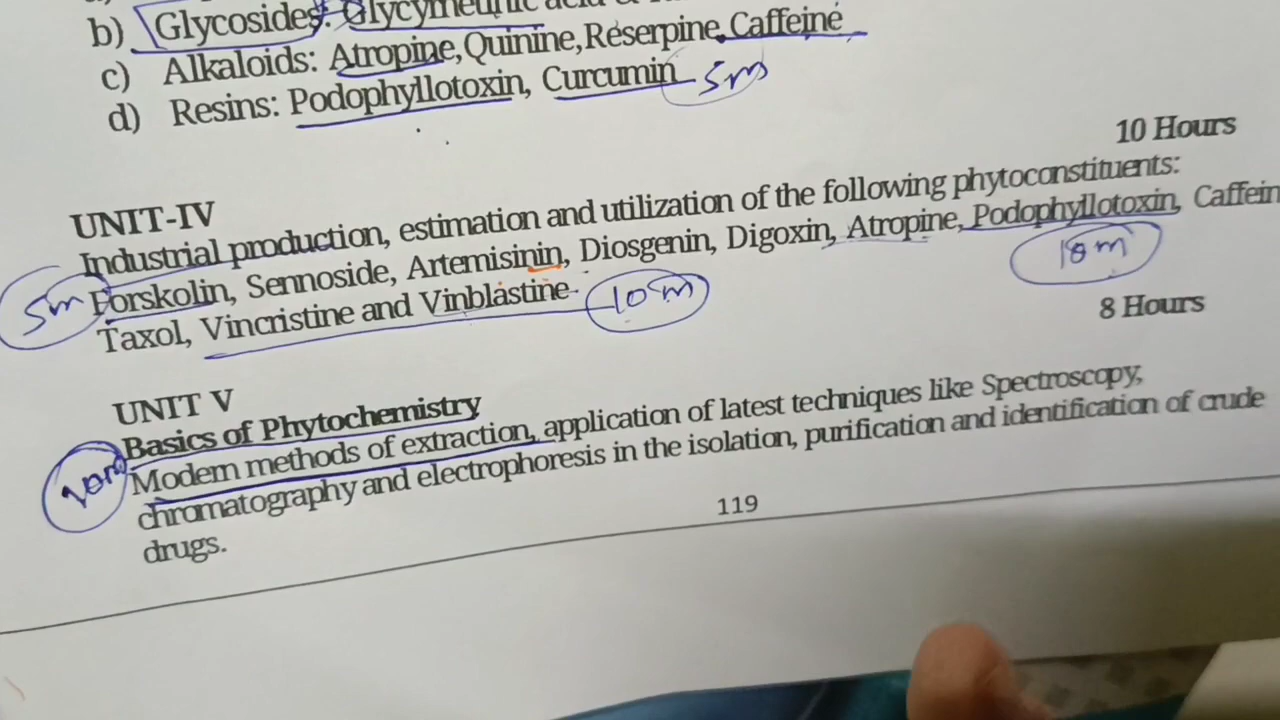 b) Glycosides: Glycyrrhetinic acid &
c) Alkaloids: Atropine, Quinine, Reserpine, Caffeine
d) Resins: Podophyllotoxin, Curcumin 5m
10 Hours
UNIT-IV
Industrial production, estimation and utilization of the following phytoconstituents:
5m Forskolin, Sennoside, Artemisinin, Diosgenin, Digoxin, Atropine, Podophyllotoxin, Caffein
10m
Taxol, Vincristine and Vinblastine 10m
8 Hours
UNIT V
Basics of Phytochemistry
20m Modern methods of extraction, application of latest techniques like Spectroscopy,
chromatography and electrophoresis in the isolation, purification and identification of crude
drugs.
119